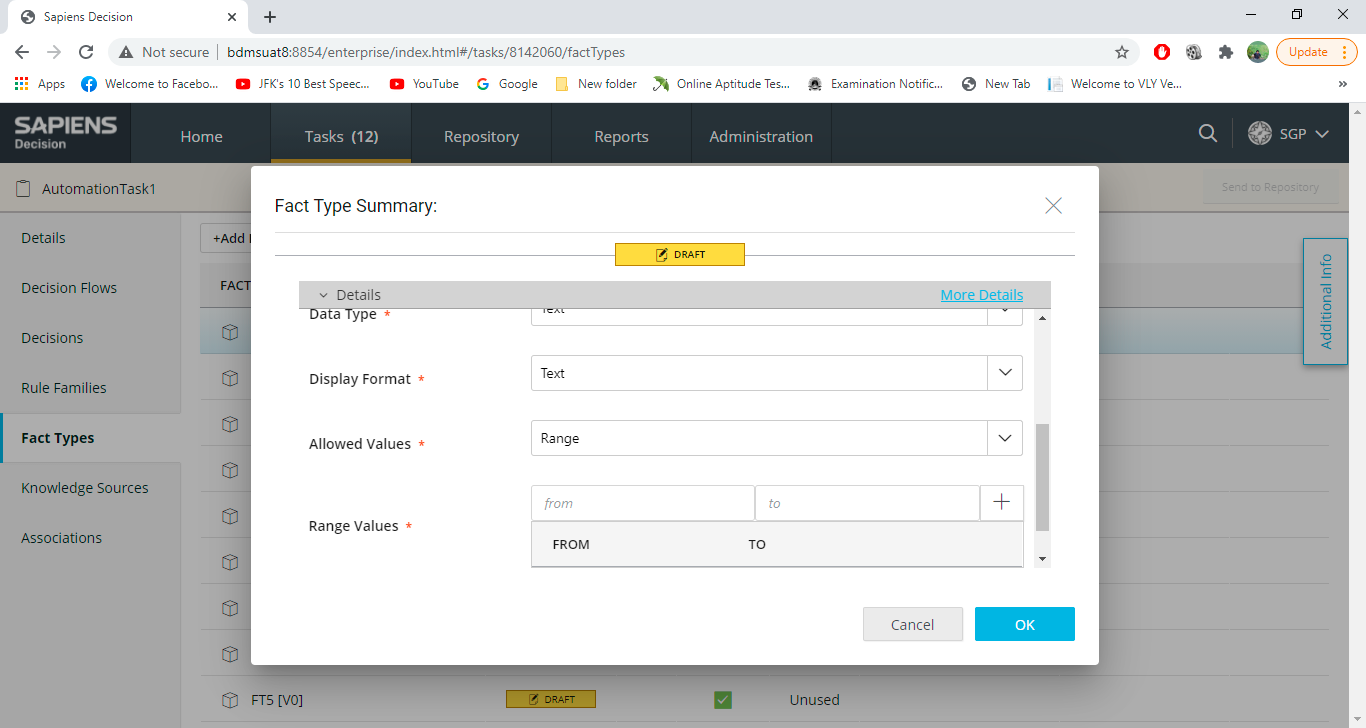 Sapiens Decision
Not secure
bdmsuat8:8854/enterprise/index.html#/tasks/8142060/factTypes
Update
Apps
Welcome to Facebo...
JFK's 10 Best Speec...
YouTube
Google
New folder
Online Aptitude Tes...
Examination Notific...
New Tab
Welcome to VLY Ve...
»
SAPIENS
Decision
Home
Tasks (12)
Repository
Reports
Administration
SGP
AutomationTask1
Send to Repository
Details
Decision Flows
Decisions
Rule Families
Fact Types
Knowledge Sources
Associations
+Add
FACT
Fact Type Summary:
DRAFT
Details
More Details
Data Type *
Text
Display Format *
Text
Allowed Values *
Range
Range Values *
from
to
FROM
TO
Cancel
OK
Additional Info
FT5 [V0]
DRAFT
Unused